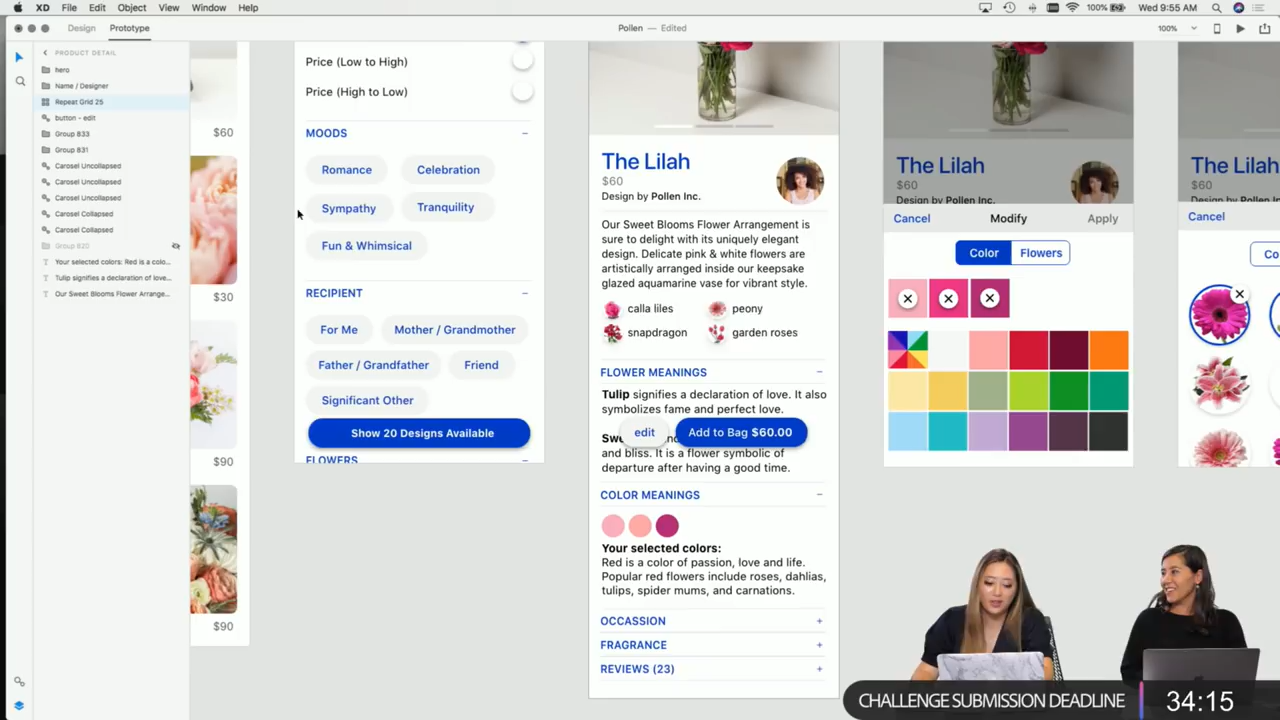 XD File Edit Object View Window Help
100% Wed 9:55 AM
Design Prototype
Pollen — Edited
100%
PRODUCT DETAIL
hero
Name / Designer
Repeat Grid 25
button - edit
Group 833
Group 831
Carosel Uncollapsed
Carosel Uncollapsed
Carosel Uncollapsed
Carosel Collapsed
Carosel Collapsed
Group 820
Your selected colors: Red is a colo...
Tulip signifies a declaration of love...
Our Sweet Blooms Flower Arrange...
$60
$30
$90
$90
Price (Low to High)
Price (High to Low)
MOODS
Romance
Celebration
Sympathy
Tranquility
Fun & Whimsical
RECIPIENT
For Me
Mother / Grandmother
Father / Grandfather
Friend
Significant Other
Show 20 Designs Available
FLOWERS
The Lilah
$60
Design by Pollen Inc.
Our Sweet Blooms Flower Arrangement is
sure to delight with its uniquely elegant
design. Delicate pink & white flowers are
artistically arranged inside our keepsake
glazed aquamarine vase for vibrant style.
calla liles
peony
snapdragon
garden roses
FLOWER MEANINGS
Tulip signifies a declaration of love. It also
symbolizes fame and perfect love.
edit
Add to Bag $60.00
and bliss. It is a flower symbolic of
departure after having a good time.
COLOR MEANINGS
Your selected colors:
Red is a color of passion, love and life.
Popular red flowers include roses, dahlias,
tulips, spider mums, and carnations.
OCCASSION
FRAGRANCE
REVIEWS (23)
The Lilah
$60
Design by Pollen Inc.
Cancel
Modify
Apply
Color
Flowers
The Lilah
$60
Design by
Cancel
Co
CHALLENGE SUBMISSION DEADLINE
34:15